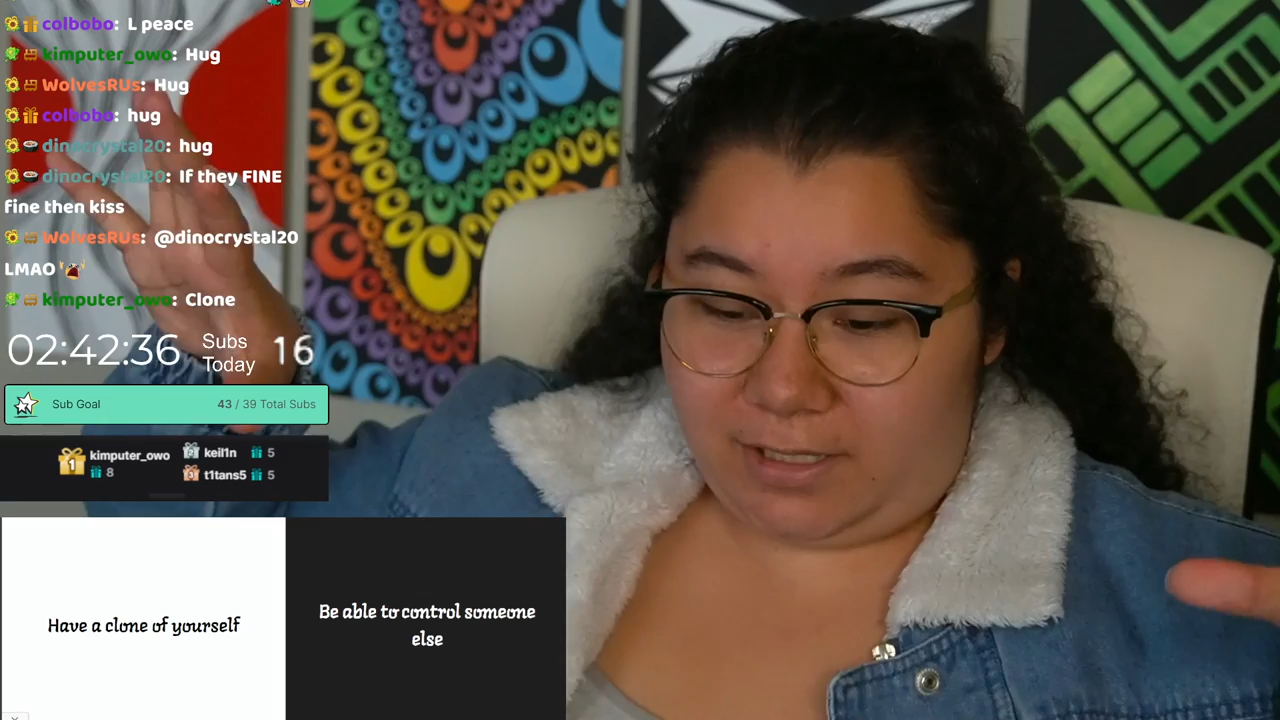 colbobo: L peace
kimputer_owo: Hug
WolvesRUs: Hug
colbobo: hug
dinocrystal20: hug
dinocrystal20: If they FINE
fine then kiss
WolvesRUs: @dinocrystal20
LMAO
kimputer_owo: Clone
02:42:36 Subs Today 16
Sub Goal 43 / 39 Total Subs
1 kimputer_owo 8
keil1n 5
t1tans5 5
Have a clone of yourself
Be able to control someone
else